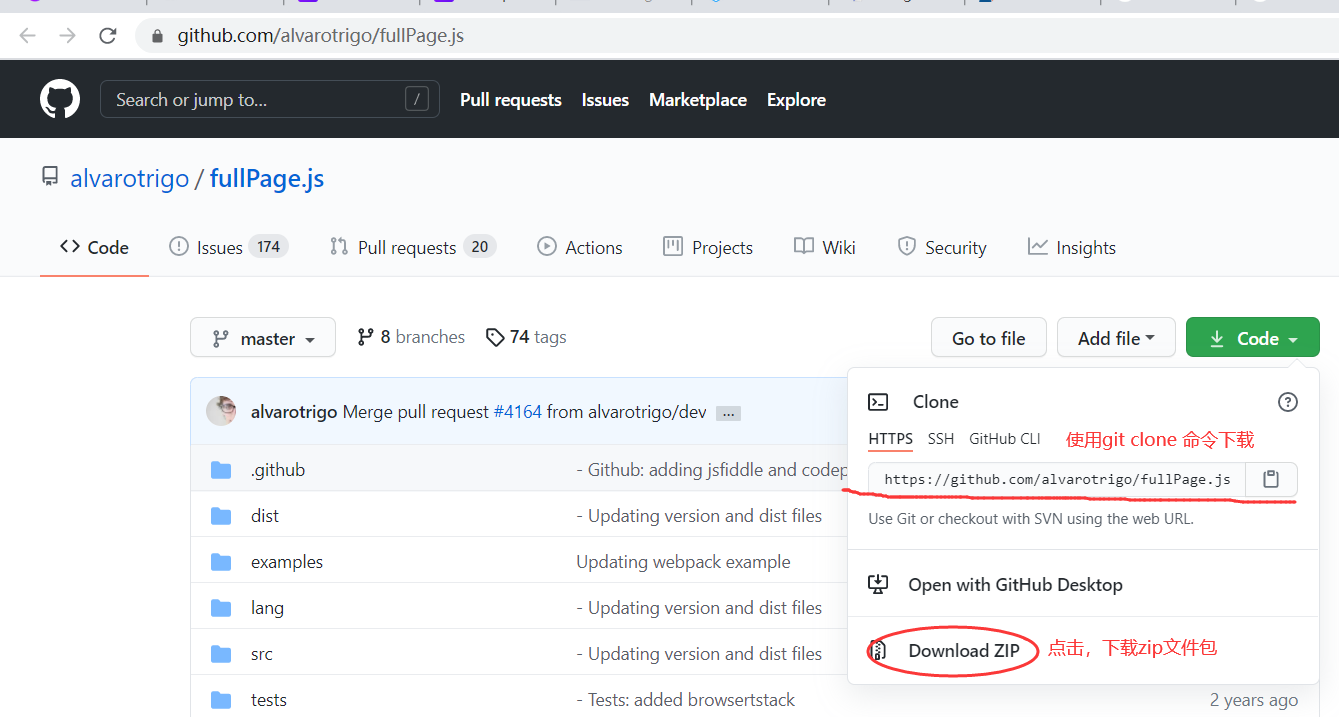 github.com/alvarotrigo/fullPage.js
Search or jump to... /
Pull requests Issues Marketplace Explore
alvarotrigo / fullPage.js
Code Issues 174 Pull requests 20 Actions Projects Wiki Security Insights
master 8 branches 74 tags Go to file Add file Code
alvarotrigo Merge pull request #4164 from alvarotrigo/dev ...
.github - Github: adding jsfiddle and codep
dist - Updating version and dist files
examples Updating webpack example
lang - Updating version and dist files
src - Updating version and dist files
tests - Tests: added browserstack 2 years ago
Clone
HTTPS SSH GitHub CLI 使用git clone 命令下载
https://github.com/alvarotrigo/fullPage.js
Use Git or checkout with SVN using the web URL.
Open with GitHub Desktop
Download ZIP 点击，下载zip文件包